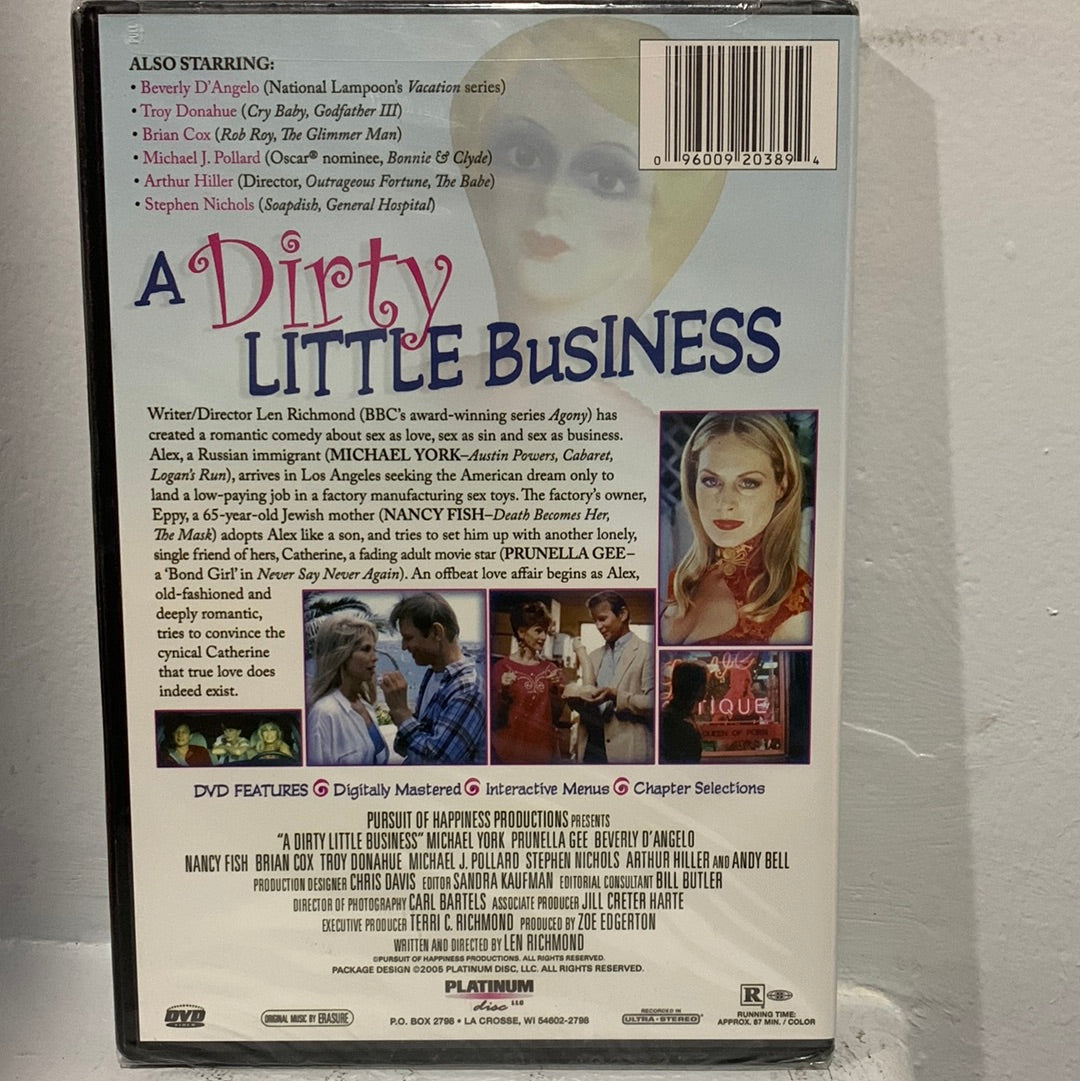 ALSO STARRING:
• Beverly D'Angelo (National Lampoon's Vacation series)
• Troy Donahue (Cry Baby, Godfather III)
• Brian Cox (Rob Roy, The Glimmer Man)
• Michael J. Pollard (Oscar® nominee, Bonnie & Clyde)
• Arthur Hiller (Director, Outrageous Fortune, The Babe)
• Stephen Nichols (Soapdish, General Hospital)
0 96009 20389 4
A Dirty
LITTLE BUSINESS
Writer/Director Len Richmond (BBC's award-winning series Agony) has
created a romantic comedy about sex as love, sex as sin and sex as business.
Alex, a Russian immigrant (MICHAEL YORK–Austin Powers, Cabaret,
Logan's Run), arrives in Los Angeles seeking the American dream only to
land a low-paying job in a factory manufacturing sex toys. The factory's owner,
Eppy, a 65-year-old Jewish mother (NANCY FISH–Death Becomes Her,
The Mask) adopts Alex like a son, and tries to set him up with another lonely,
single friend of hers, Catherine, a fading adult movie star (PRUNELLA GEE–
a 'Bond Girl' in Never Say Never Again). An offbeat love affair begins as Alex,
old-fashioned and
deeply romantic,
tries to convince the
cynical Catherine
that true love does
indeed exist.
TIQUE
QUEEN OF PORN
DVD FEATURES Digitally Mastered Interactive Menus Chapter Selections
PURSUIT OF HAPPINESS PRODUCTIONS PRESENTS
"A DIRTY LITTLE BUSINESS" MICHAEL YORK PRUNELLA GEE BEVERLY D'ANGELO
NANCY FISH BRIAN COX TROY DONAHUE MICHAEL J. POLLARD STEPHEN NICHOLS ARTHUR HILLER AND ANDY BELL
PRODUCTION DESIGNER CHRIS DAVIS EDITOR SANDRA KAUFMAN EDITORIAL CONSULTANT BILL BUTLER
DIRECTOR OF PHOTOGRAPHY CARL BARTELS ASSOCIATE PRODUCER JILL CRETER HARTE
EXECUTIVE PRODUCER TERRI C. RICHMOND PRODUCED BY ZOE EDGERTON
WRITTEN AND DIRECTED BY LEN RICHMOND
©PURSUIT OF HAPPINESS PRODUCTIONS. ALL RIGHTS RESERVED.
PACKAGE DESIGN ©2005 PLATINUM DISC, LLC. ALL RIGHTS RESERVED.
PLATINUM
disc LLC
P.O. BOX 2798 • LA CROSSE, WI 54602-2798
DVD
VIDEO
ORIGINAL MUSIC BY ERASURE
RECORDED IN
ULTRA-STEREO
R
RUNNING TIME:
APPROX. 87 MIN. / COLOR